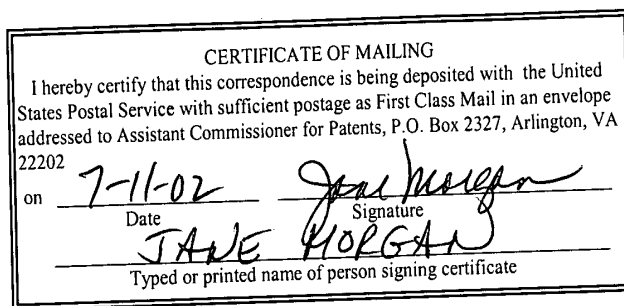 CERTIFICATE OF MAILING
I hereby certify that this correspondence is being deposited with the United
States Postal Service with sufficient postage as First Class Mail in an envelope
addressed to Assistant Commissioner for Patents, P.O. Box 2327, Arlington, VA
22202
on 7-11-02 Jane Morgan
Date Signature
JANE MORGAN
Typed or printed name of person signing certificate